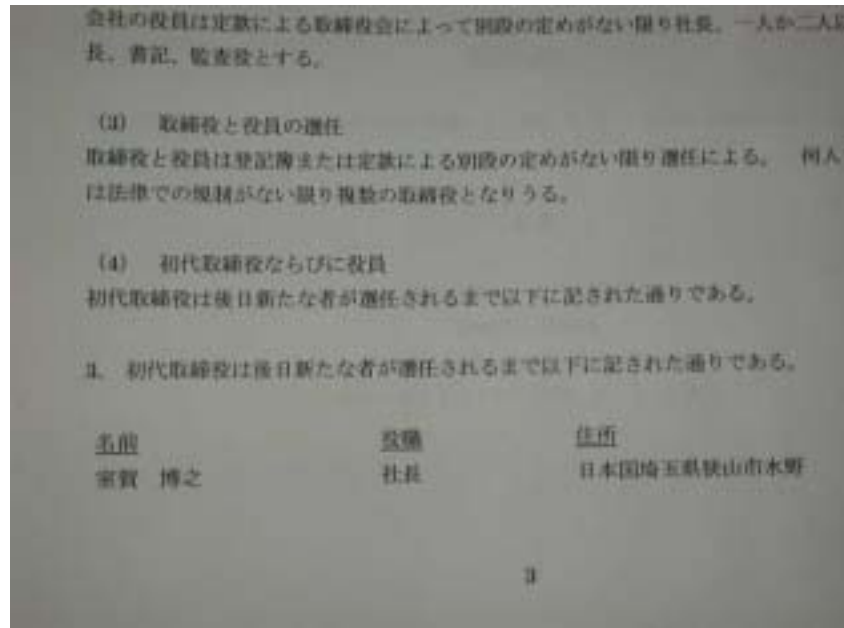 会社の役員は定款による取締役会によって別段の定めがない限り社長、一人か二人以
長、書記、監査役とする。
(3) 取締役と役員の選任
取締役と役員は登記簿または定款による別段の定めがない限り選任による。 何人
は法律での規制がない限り複数の取締役となりうる。
(4) 初代取締役ならびに役員
初代取締役は後日新たな者が選任されるまで以下に記された通りである。
3. 初代取締役は後日新たな者が選任されるまで以下に記された通りである。
名前 役職 住所
室賀 博之 社長 日本国埼玉県狭山市水野
3